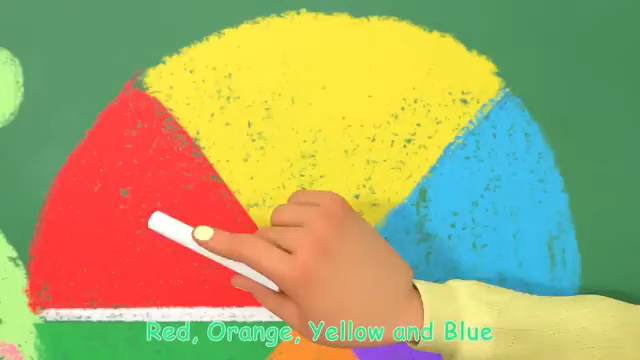 Red, Orange, Yellow and Blue